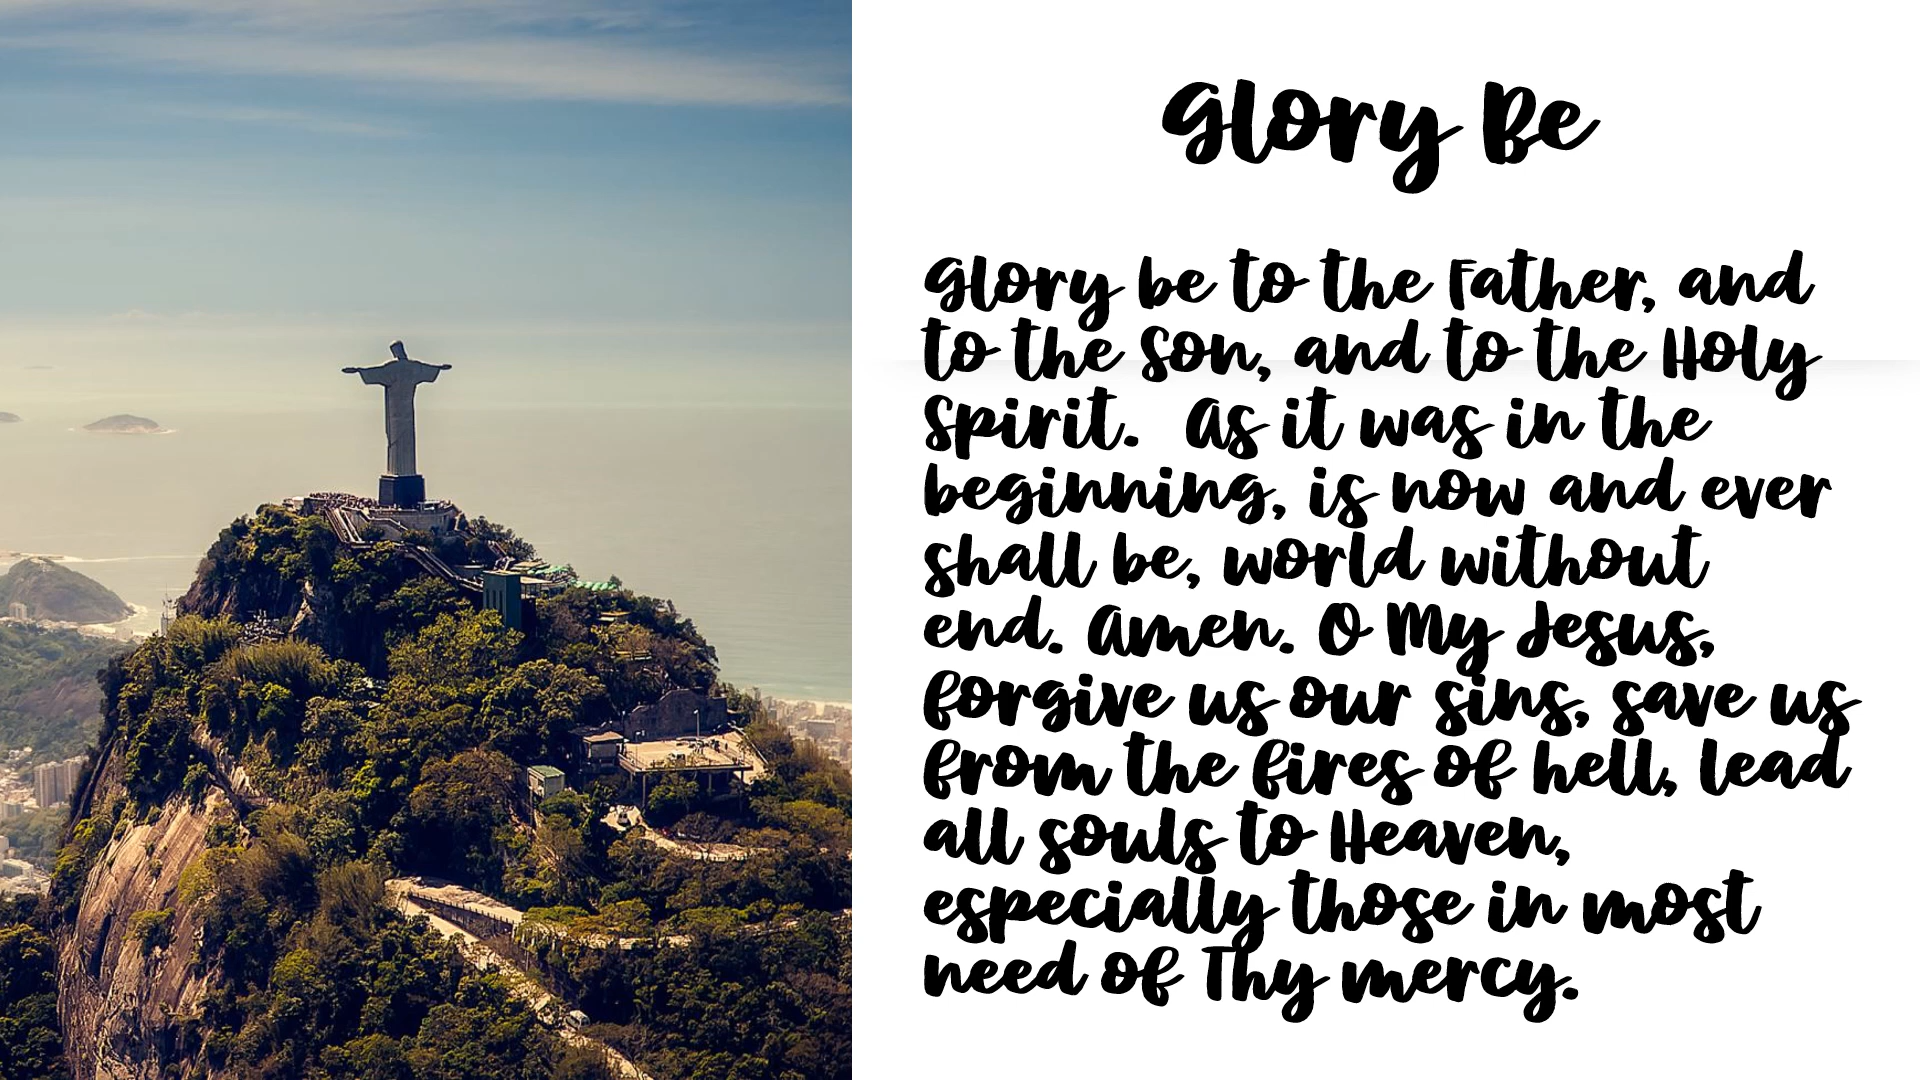 Glory Be
Glory be to the Father, and
to the Son, and to the Holy
Spirit.  As it was in the
beginning, is now and ever
shall be, world without
end. Amen. O My Jesus,
forgive us our sins, save us
from the fires of hell, lead
all souls to Heaven,
especially those in most
need of Thy mercy.